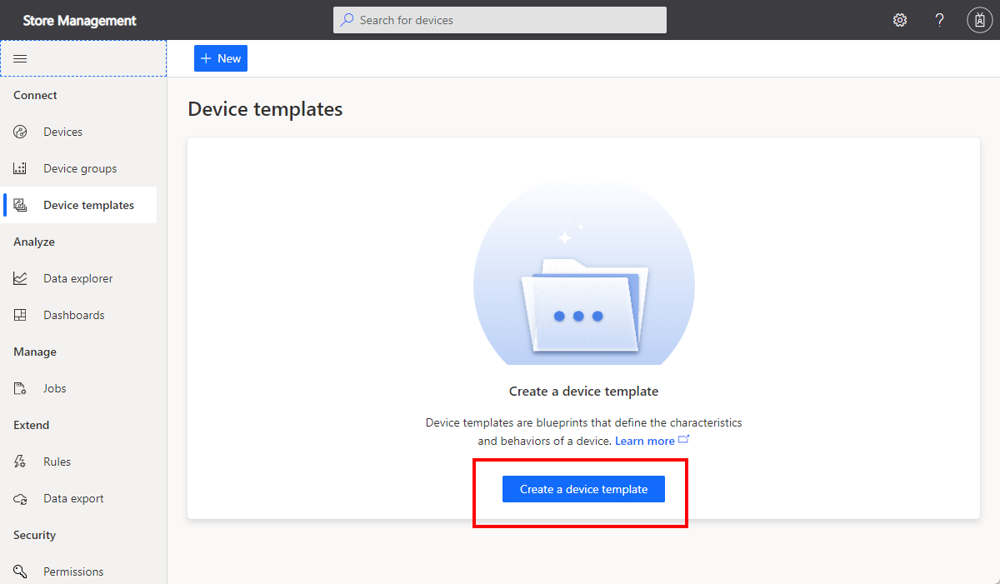 Store Management
Search for devices
?
New
Connect
Devices
Device groups
Device templates
Analyze
Data explorer
Dashboards
Manage
Jobs
Extend
Rules
Data export
Security
Permissions
Device templates
Create a device template
Device templates are blueprints that define the characteristics
and behaviors of a device. Learn more
Create a device template